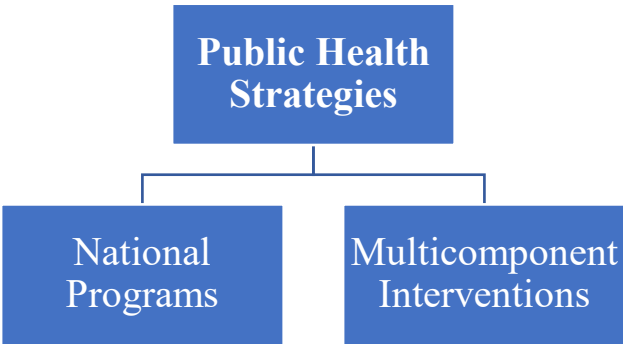 Public Health
Strategies
National
Programs
Multicomponent
Interventions